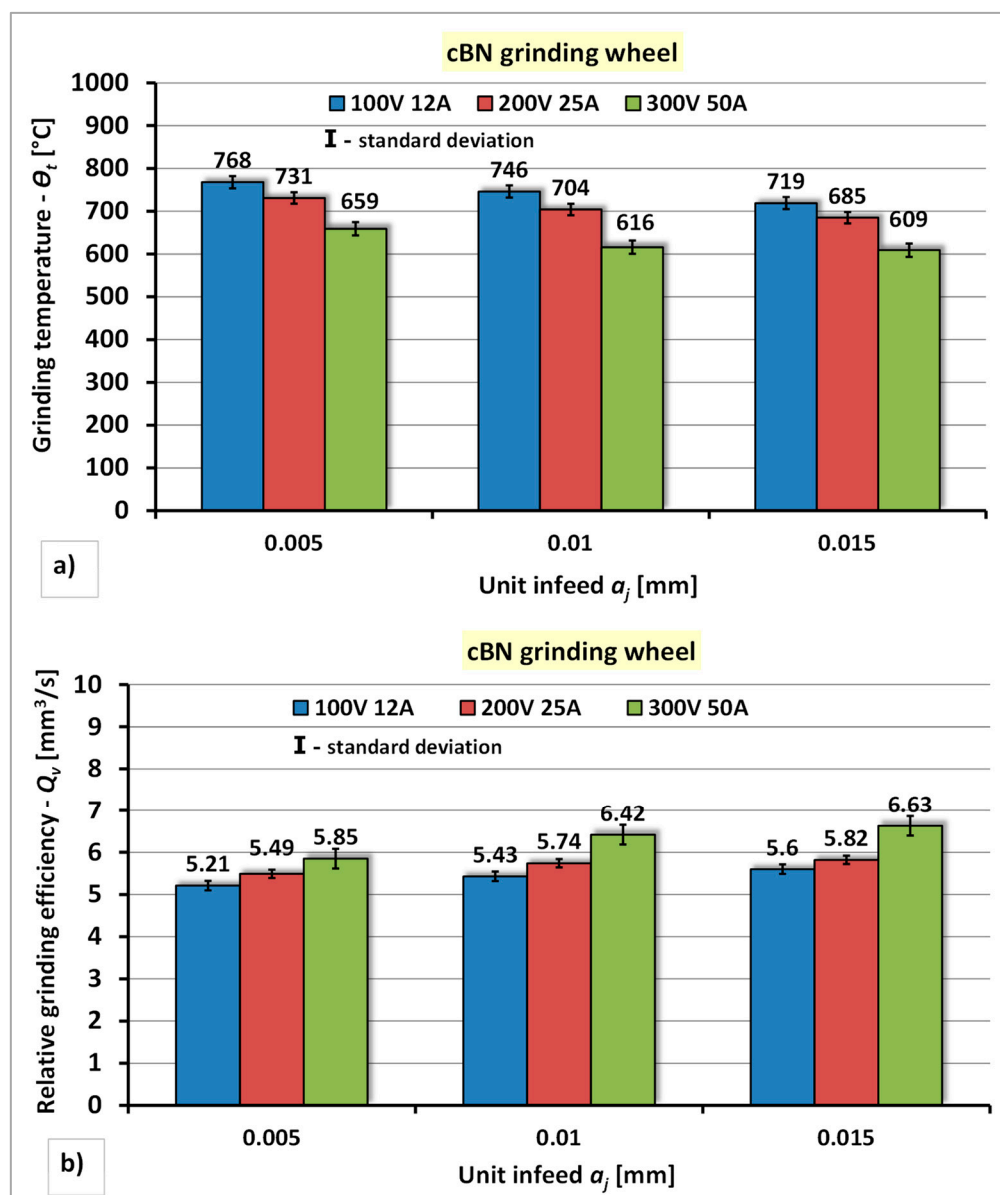 cBN grinding wheel
1000
900
800
700
600
500
400
300
200
100
0
Grinding temperature - Θt [°C]
100V 12A 200V 25A 300V 50A
I - standard deviation
768 731 659 746 704 616 719 685 609
0.005 0.01 0.015
Unit infeed aj [mm]
a)
cBN grinding wheel
10
9
8
7
6
5
4
3
2
1
0
Relative grinding efficiency - Qv [mm³/s]
100V 12A 200V 25A 300V 50A
I - standard deviation
5.21 5.49 5.85 5.43 5.74 6.42 5.6 5.82 6.63
0.005 0.01 0.015
Unit infeed aj [mm]
b)